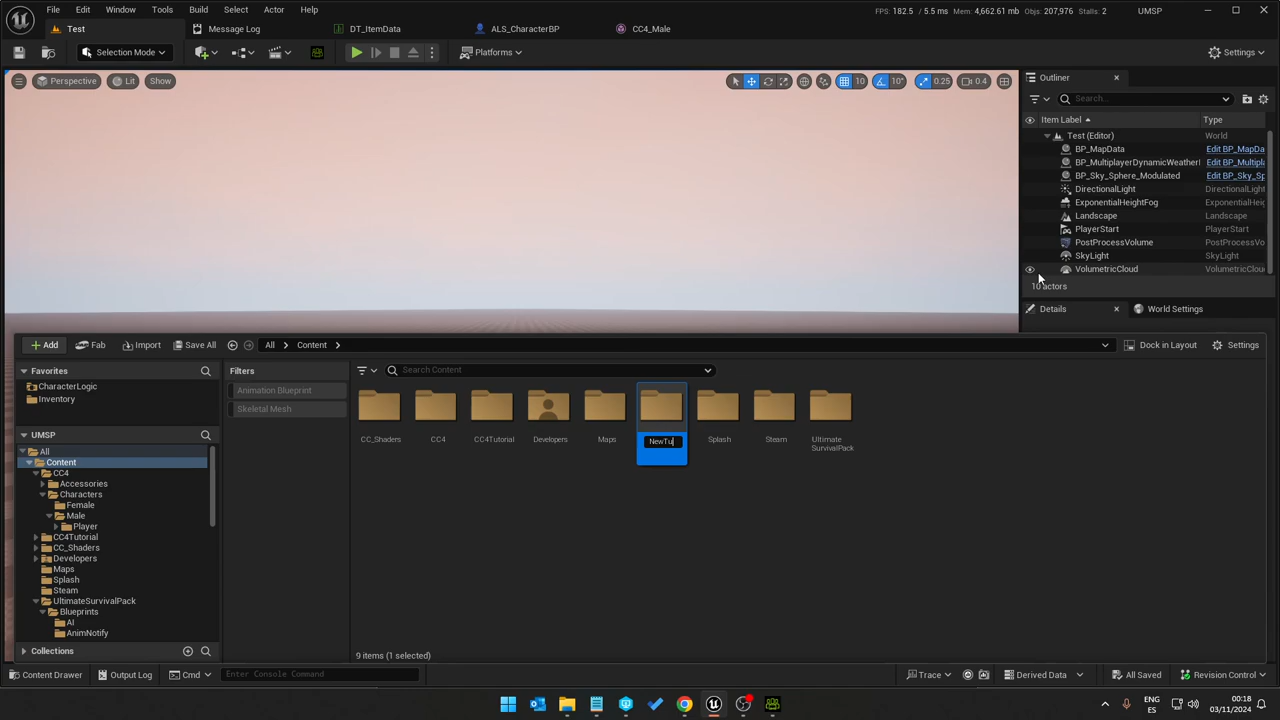 File Edit Window Tools Build Select Actor Help
FPS: 182.5 / 5.5 ms Mem: 4,662.61 mb Objs: 207,976 Stalls: 2
UMSP
Test
Message Log
DT_ItemData
ALS_CharacterBP
CC4_Male
Selection Mode
Platforms
Settings
Perspective
Lit
Show
10
10°
0.25
0.4
Outliner
Search...
Item Label
Type
Test (Editor) World
BP_MapData Edit BP_MapDa
BP_MultiplayerDynamicWeatherI Edit BP_Multipl
BP_Sky_Sphere_Modulated Edit BP_Sky_Sp
DirectionalLight DirectionalLigh
ExponentialHeightFog ExponentialHeig
Landscape Landscape
PlayerStart PlayerStart
PostProcessVolume PostProcessVo
SkyLight SkyLight
VolumetricCloud VolumetricClou
10 actors
Details
World Settings
Add
Fab
Import
Save All
All
Content
Dock in Layout
Settings
Favorites
CharacterLogic
Inventory
UMSP
All
Content
CC4
Accessories
Characters
Female
Male
Player
CC4Tutorial
CC_Shaders
Developers
Maps
Splash
Steam
UltimateSurvivalPack
Blueprints
AI
AnimNotify
Collections
Filters
Animation Blueprint
Skeletal Mesh
Search Content
CC_Shaders
CC4
CC4Tutorial
Developers
Maps
NewTu
Splash
Steam
Ultimate
SurvivalPack
9 items (1 selected)
Content Drawer
Output Log
Cmd
Enter Console Command
Trace
Derived Data
All Saved
Revision Control
ENG
ES
00:18
03/11/2024